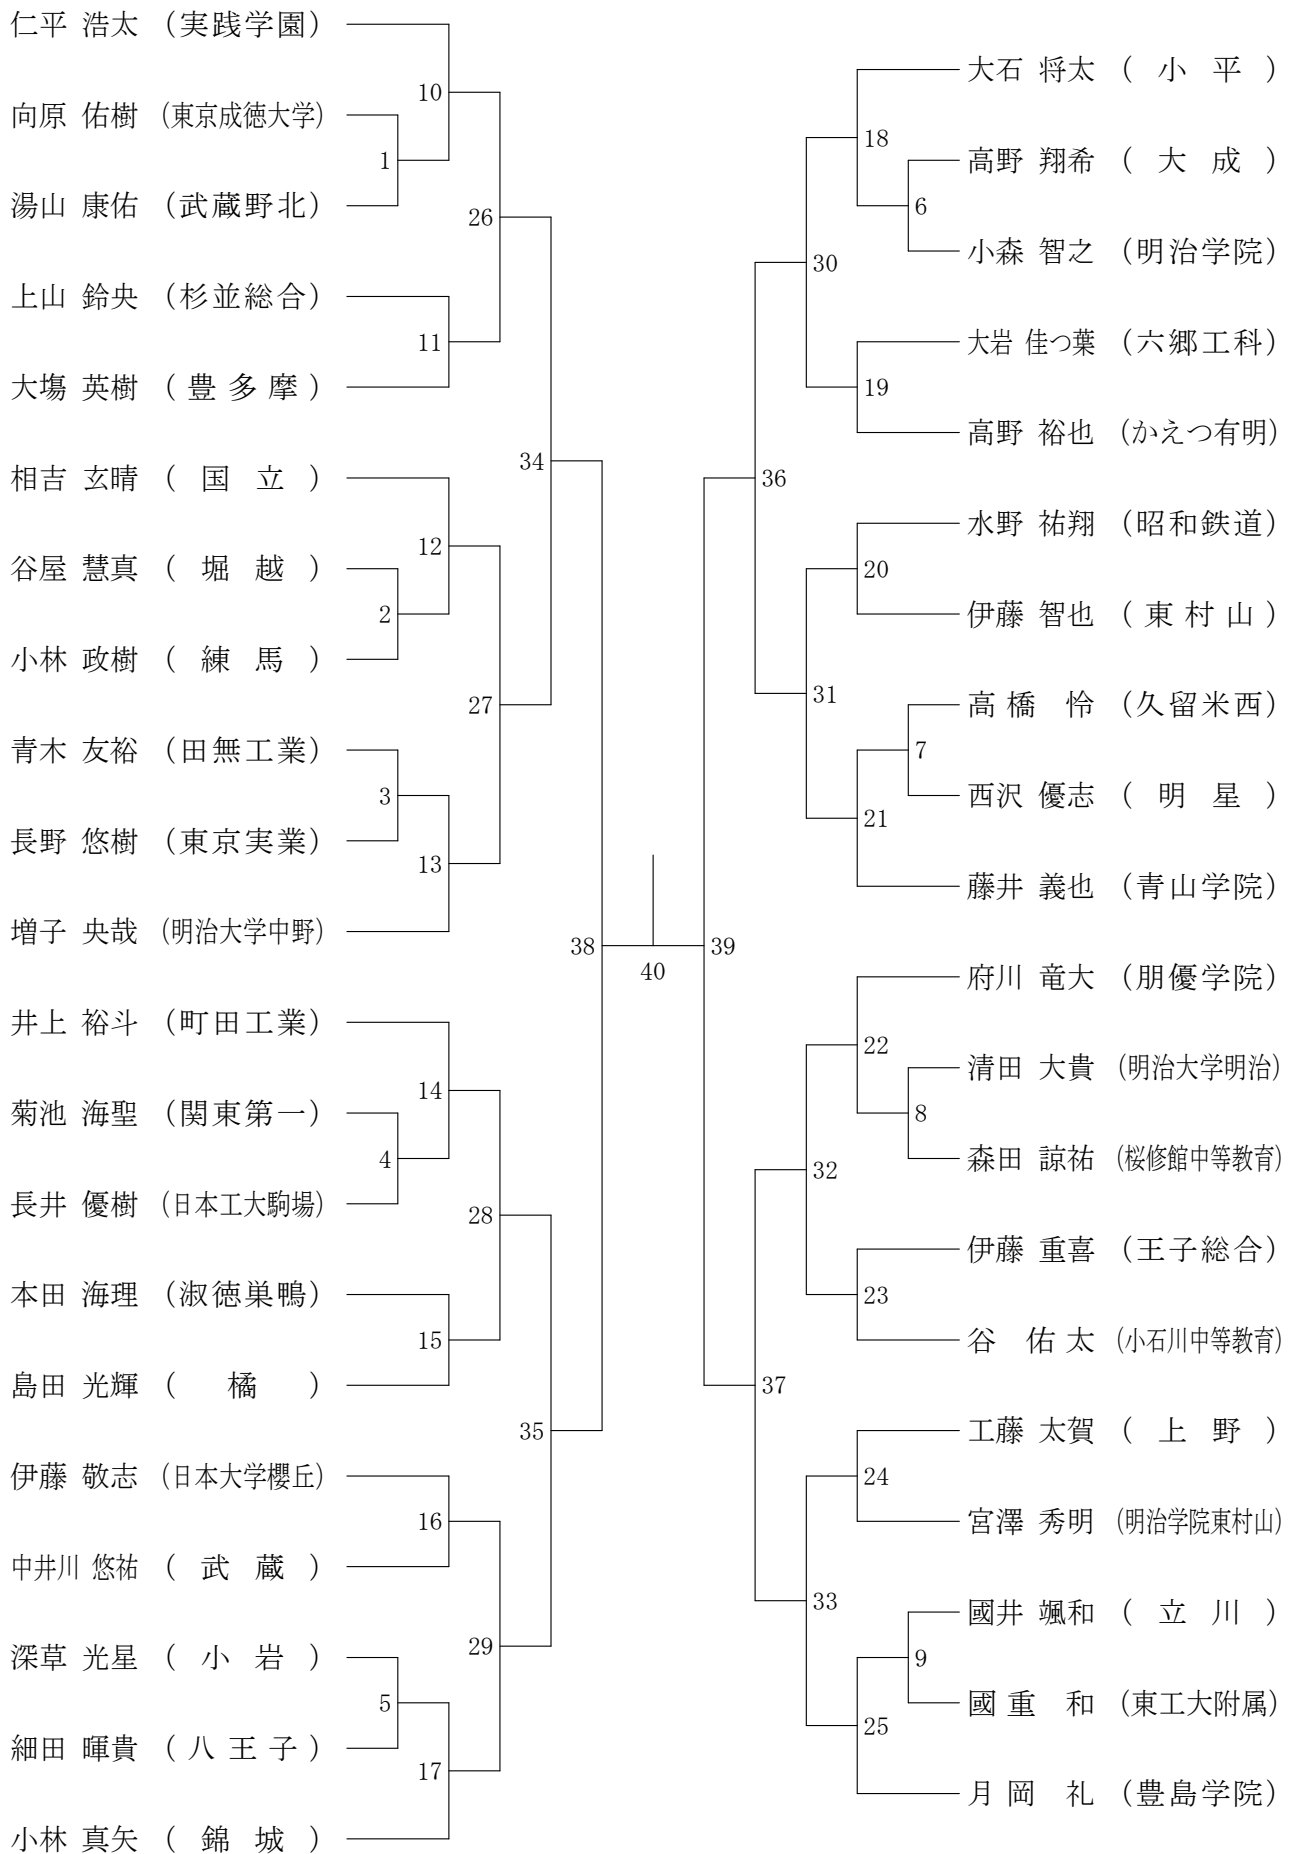 仁平 浩太 （実践学園）
向原 佑樹 （東京成徳大学）
湯山 康佑 （武蔵野北）
上山 鈴央 （杉並総合）
大塲 英樹 （豊多摩）
相吉 玄晴 （国立）
谷屋 慧真 （堀越）
小林 政樹 （練馬）
青木 友裕 （田無工業）
長野 悠樹 （東京実業）
増子 央哉 （明治大学中野）
井上 裕斗 （町田工業）
菊池 海聖 （関東第一）
長井 優樹 （日本工大駒場）
本田 海理 （淑徳巣鴨）
島田 光輝 （橘）
伊藤 敬志 （日本大学櫻丘）
中井川 悠祐 （武蔵）
深草 光星 （小岩）
細田 暉貴 （八王子）
小林 真矢 （錦城）
1
2
3
4
5
10
11
12
13
14
15
16
17
26
27
28
29
34
35
38
40
39
36
37
30
31
32
33
18
19
20
21
22
23
24
25
6
7
8
9
大石 将太 （小平）
高野 翔希 （大成）
小森 智之 （明治学院）
大岩 佳つ葉 （六郷工科）
高野 裕也 （かえつ有明）
水野 祐翔 （昭和鉄道）
伊藤 智也 （東村山）
高橋 怜 （久留米西）
西沢 優志 （明星）
藤井 義也 （青山学院）
府川 竜大 （朋優学院）
清田 大貴 （明治大学明治）
森田 諒祐 （桜修館中等教育）
伊藤 重喜 （王子総合）
谷 佑太 （小石川中等教育）
工藤 太賀 （上野）
宮澤 秀明 （明治学院東村山）
國井 颯和 （立川）
國重 和 （東工大附属）
月岡 礼 （豊島学院）